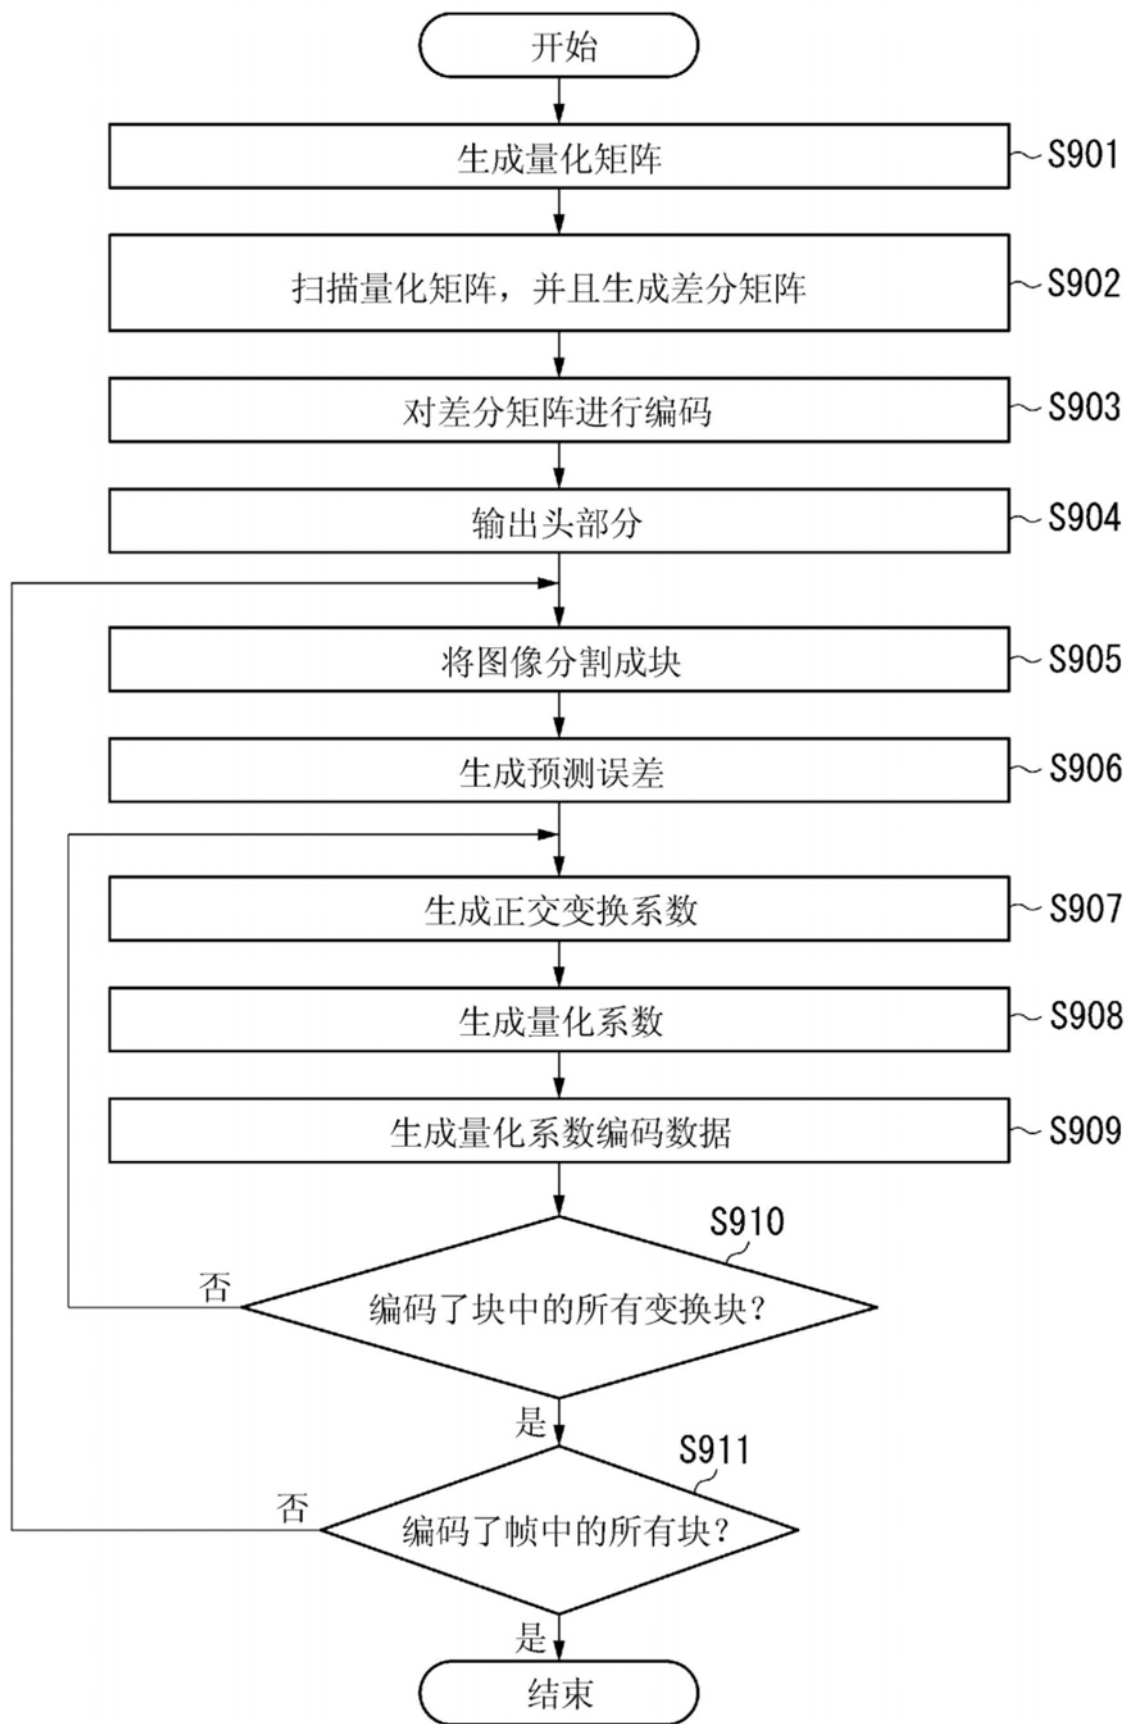 开始
生成量化矩阵
S901
扫描量化矩阵，并且生成差分矩阵
S902
对差分矩阵进行编码
S903
输出头部分
S904
将图像分割成块
S905
生成预测误差
S906
生成正交变换系数
S907
生成量化系数
S908
生成量化系数编码数据
S909
S910
否
编码了块中的所有变换块？
是
S911
否
编码了帧中的所有块？
是
结束